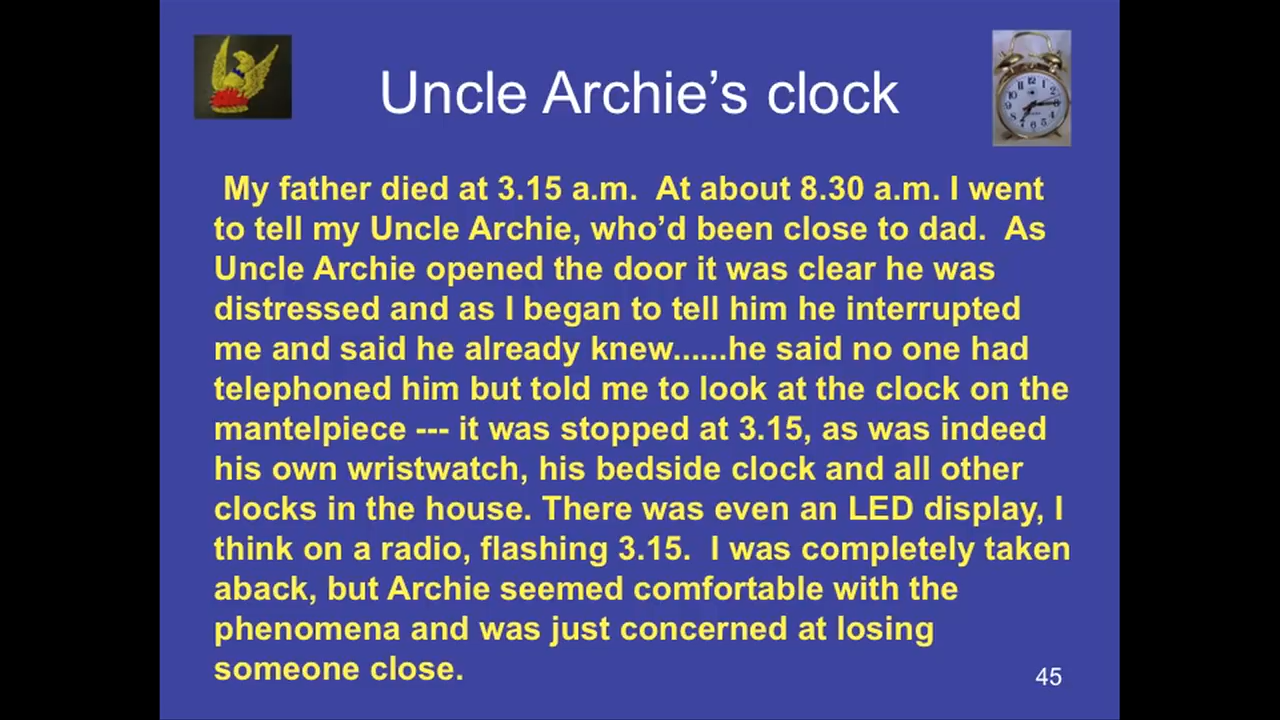 Uncle Archie’s clock
My father died at 3.15 a.m.  At about 8.30 a.m. I went
to tell my Uncle Archie, who’d been close to dad.  As
Uncle Archie opened the door it was clear he was
distressed and as I began to tell him he interrupted
me and said he already knew......he said no one had
telephoned him but told me to look at the clock on the
mantelpiece --- it was stopped at 3.15, as was indeed
his own wristwatch, his bedside clock and all other
clocks in the house. There was even an LED display, I
think on a radio, flashing 3.15.  I was completely taken
aback, but Archie seemed comfortable with the
phenomena and was just concerned at losing
someone close.
45